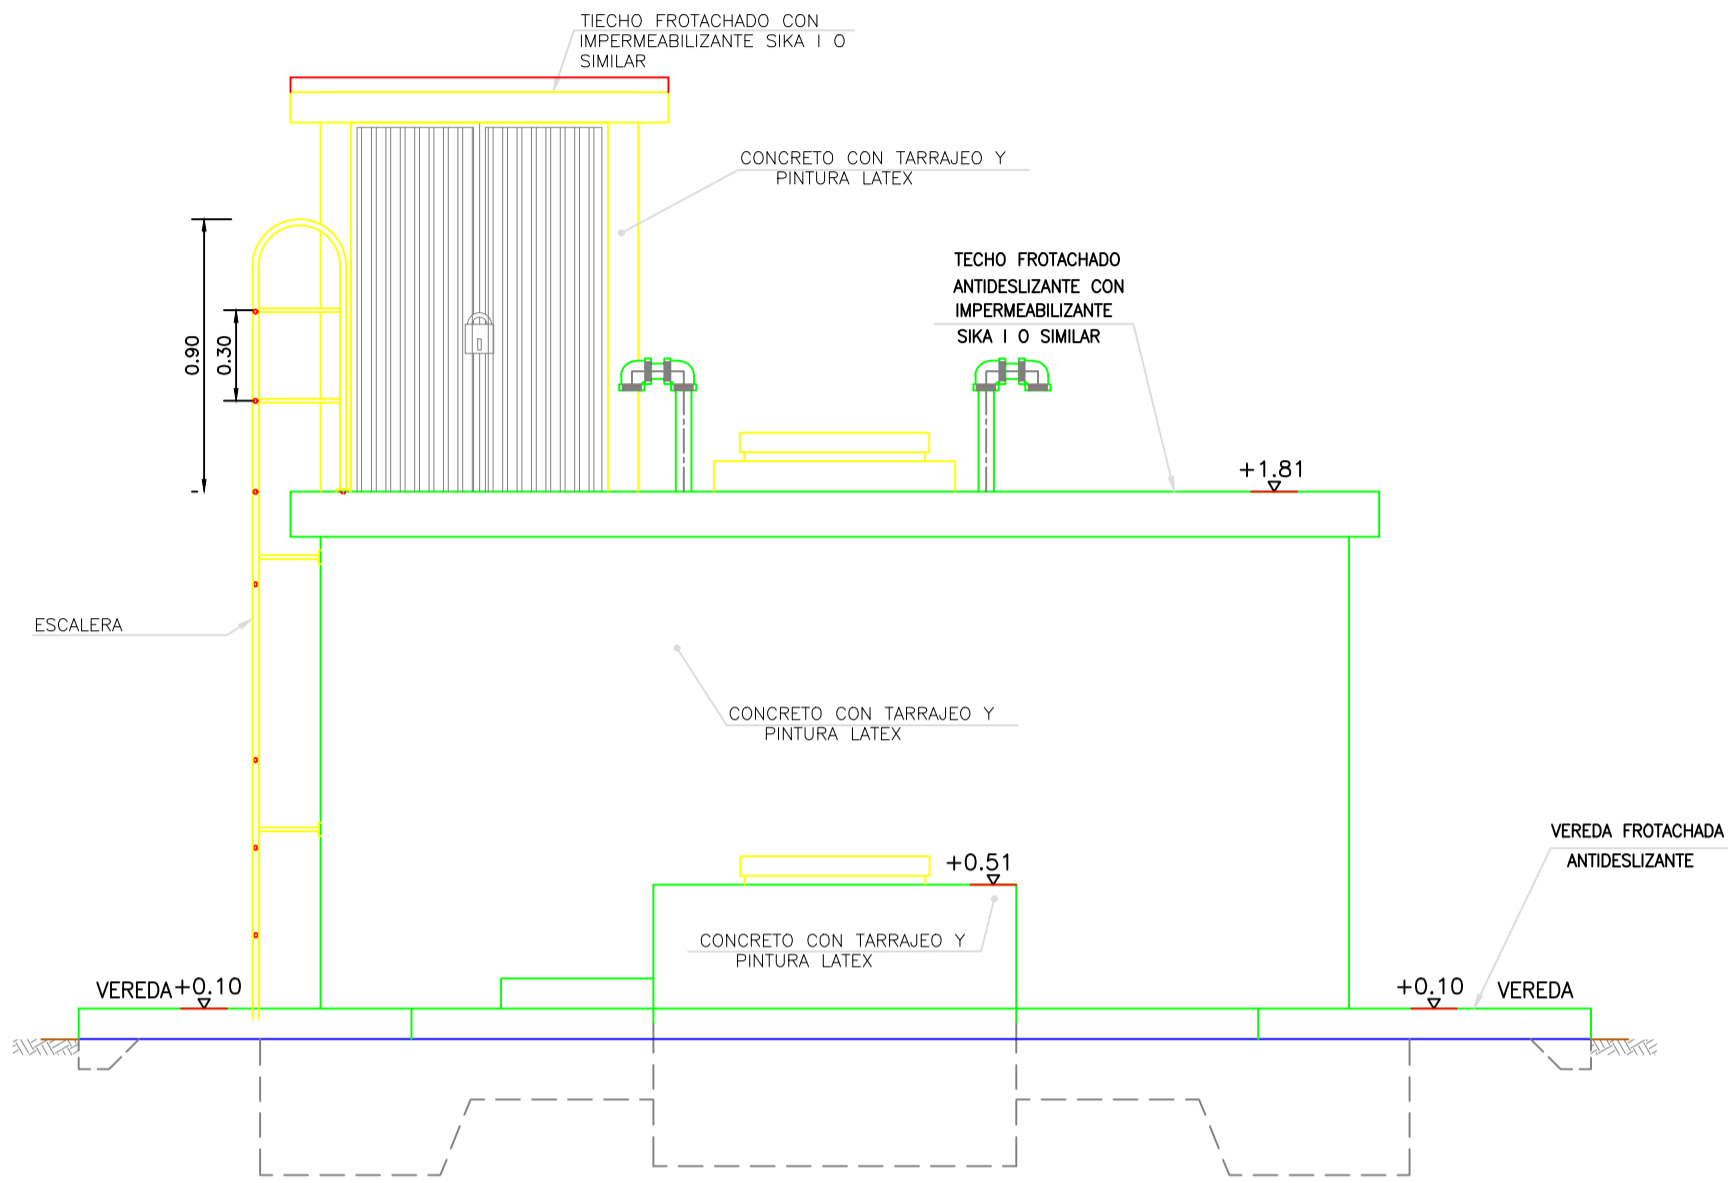 TIECHO FROTACHADO CON
IMPERMEABILIZANTE SIKA I O
SIMILAR
CONCRETO CON TARRAJEO Y
PINTURA LATEX
TECHO FROTACHADO
ANTIDESLIZANTE CON
IMPERMEABILIZANTE
SIKA I O SIMILAR
0.90
0.30
+1.81
ESCALERA
CONCRETO CON TARRAJEO Y
PINTURA LATEX
VEREDA FROTACHADA
ANTIDESLIZANTE
+0.51
CONCRETO CON TARRAJEO Y
PINTURA LATEX
VEREDA +0.10
+0.10 VEREDA